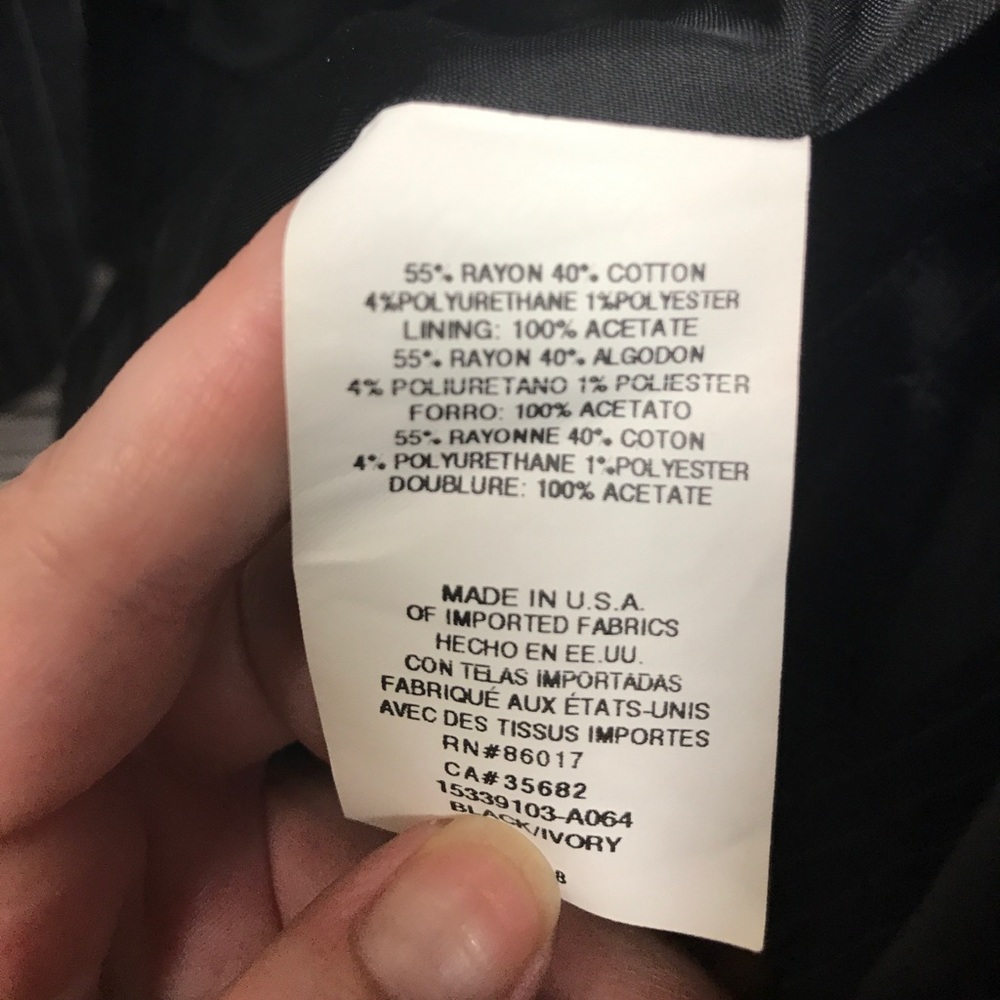 55% RAYON 40% COTTON
4%POLYURETHANE 1%POLYESTER
LINING: 100% ACETATE
55% RAYON 40% ALGODON
4% POLIURETANO 1% POLIESTER
FORRO: 100% ACETATO
55% RAYONNE 40% COTON
4% POLYURETHANE 1%POLYESTER
DOUBLURE: 100% ACETATE
MADE IN U.S.A.
OF IMPORTED FABRICS
HECHO EN EE.UU.
CON TELAS IMPORTADAS
FABRIQUÉ AUX ÉTATS-UNIS
AVEC DES TISSUS IMPORTES
RN#86017
CA#35682
15339103-A064
BLACK/IVORY
8